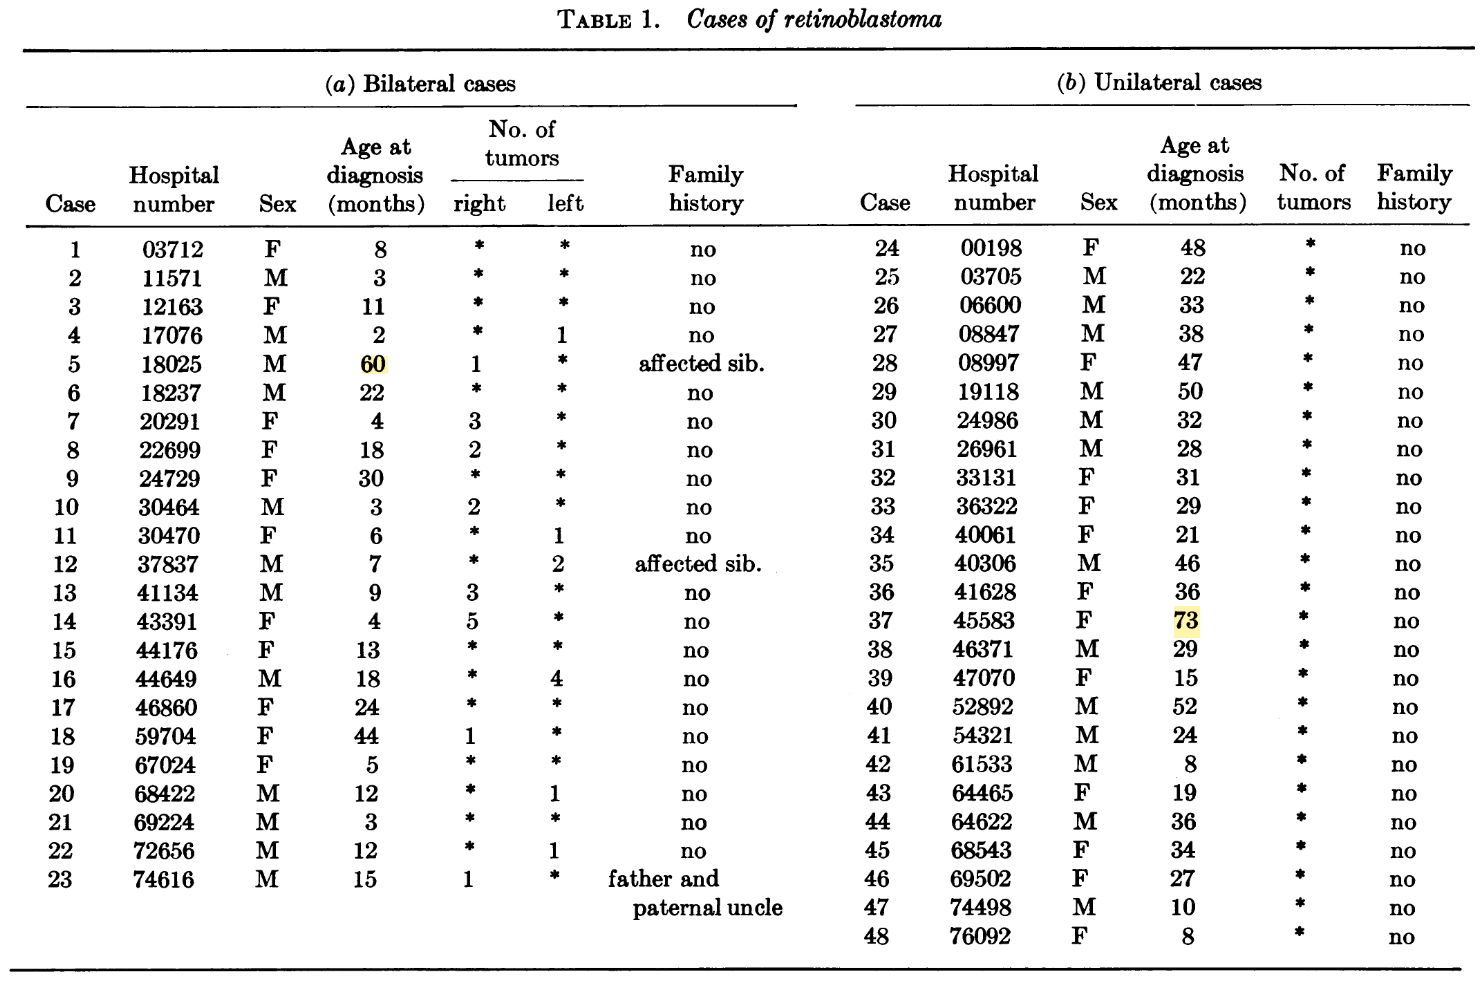 TABLE 1. Cases of retinoblastoma
(a) Bilateral cases (b) Unilateral cases
No. of
Age at tumors Age at
Hospital diagnosis Family Hospital diagnosis No. of Family
Case number Sex (months) right left history Case number Sex (months) tumors history
1 03712 F 8 * * no 24 00198 F 48 * no
2 11571 M 3 * * no 25 03705 M 22 * no
3 12163 F 11 * * no 26 06600 M 33 * no
4 17076 M 2 * 1 no 27 08847 M 38 * no
5 18025 M 60 1 * affected sib. 28 08997 F 47 * no
6 18237 M 22 * * no 29 19118 M 50 * no
7 20291 F 4 3 * no 30 24986 M 32 * no
8 22699 F 18 2 * no 31 26961 M 28 * no
9 24729 F 30 * * no 32 33131 F 31 * no
10 30464 M 3 2 * no 33 36322 F 29 * no
11 30470 F 6 * 1 no 34 40061 F 21 * no
12 37837 M 7 * 2 affected sib. 35 40306 M 46 * no
13 41134 M 9 3 * no 36 41628 F 36 * no
14 43391 F 4 5 * no 37 45583 F 73 * no
15 44176 F 13 * * no 38 46371 M 29 * no
16 44649 M 18 * 4 no 39 47070 F 15 * no
17 46860 F 24 * * no 40 52892 M 52 * no
18 59704 F 44 1 * no 41 54321 M 24 * no
19 67024 F 5 * * no 42 61533 M 8 * no
20 68422 M 12 * 1 no 43 64465 F 19 * no
21 69224 M 3 * * no 44 64622 M 36 * no
22 72656 M 12 * 1 no 45 68543 F 34 * no
23 74616 M 15 1 * father and 46 69502 F 27 * no
paternal uncle 47 74498 M 10 * no
48 76092 F 8 * no